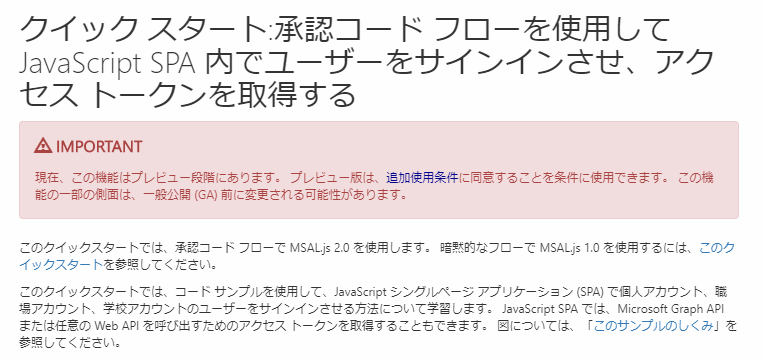 クイック スタート:承認コード フローを使用して
JavaScript SPA 内でユーザーをサインインさせ、アク
セス トークンを取得する
IMPORTANT
現在、この機能はプレビュー段階にあります。 プレビュー版は、追加使用条件に同意することを条件に使用できます。 この機
能の一部の側面は、一般公開 (GA) 前に変更される可能性があります。
このクイックスタートでは、承認コード フローで MSAL.js 2.0 を使用します。 暗黙的なフローで MSAL.js 1.0 を使用するには、このク
イックスタートを参照してください。
このクイックスタートでは、コード サンプルを使用して、JavaScript シングルページ アプリケーション (SPA) で個人アカウント、職
場アカウント、学校アカウントのユーザーをサインインさせる方法について学習します。 JavaScript SPA では、Microsoft Graph API
または任意の Web API を呼び出すためのアクセス トークンを取得することもできます。 図については、「このサンプルのしくみ」を
参照してください。